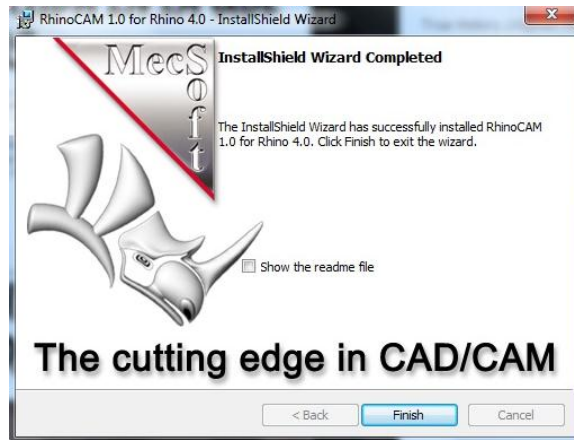 RhinoCAM 1.0 for Rhino 4.0 - InstallShield Wizard
MecSoft
InstallShield Wizard Completed
The InstallShield Wizard has successfully installed RhinoCAM
1.0 for Rhino 4.0. Click Finish to exit the wizard.
Show the readme file
The cutting edge in CAD/CAM
< Back
Finish
Cancel